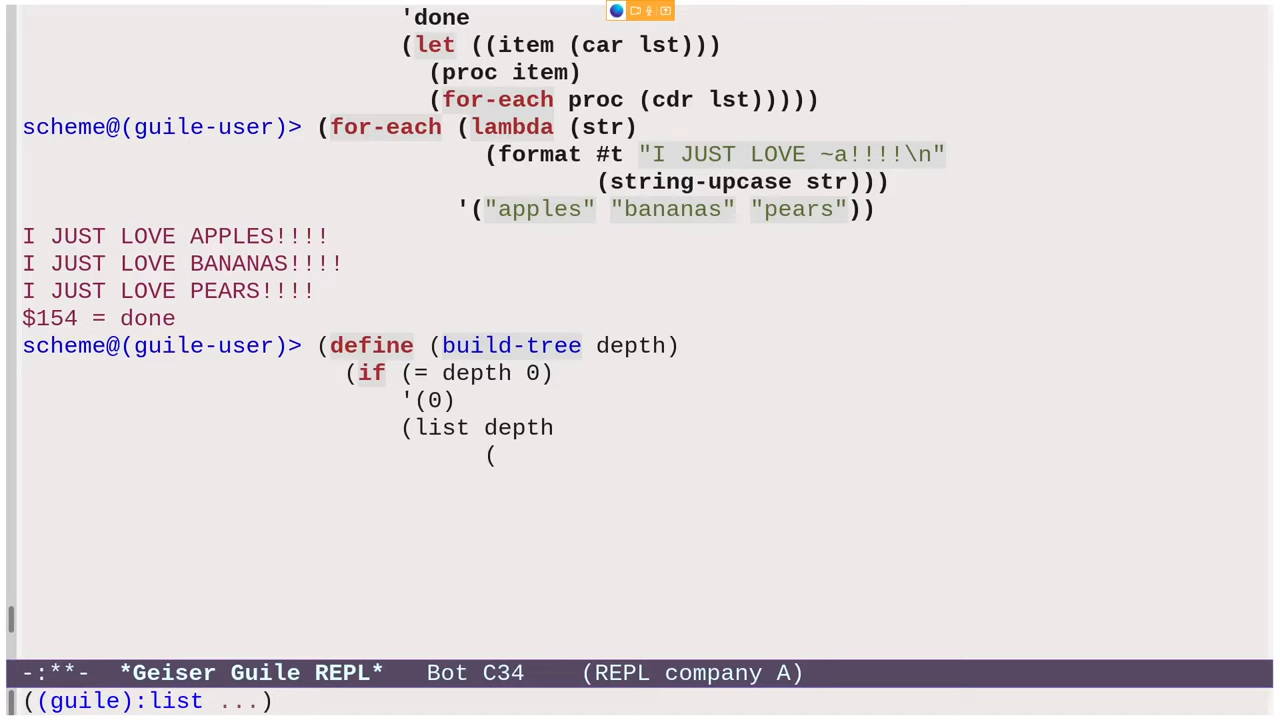 'done
(let ((item (car lst)))
(proc item)
(for-each proc (cdr lst)))))
scheme@(guile-user)> (for-each (lambda (str)
(format #t "I JUST LOVE ~a!!!!\n"
(string-upcase str)))
'("apples" "bananas" "pears"))
I JUST LOVE APPLES!!!!
I JUST LOVE BANANAS!!!!
I JUST LOVE PEARS!!!!
$154 = done
scheme@(guile-user)> (define (build-tree depth)
(if (= depth 0)
'(0)
(list depth
(
-:**-  *Geiser Guile REPL*   Bot C34    (REPL company A)
((guile):list ...)